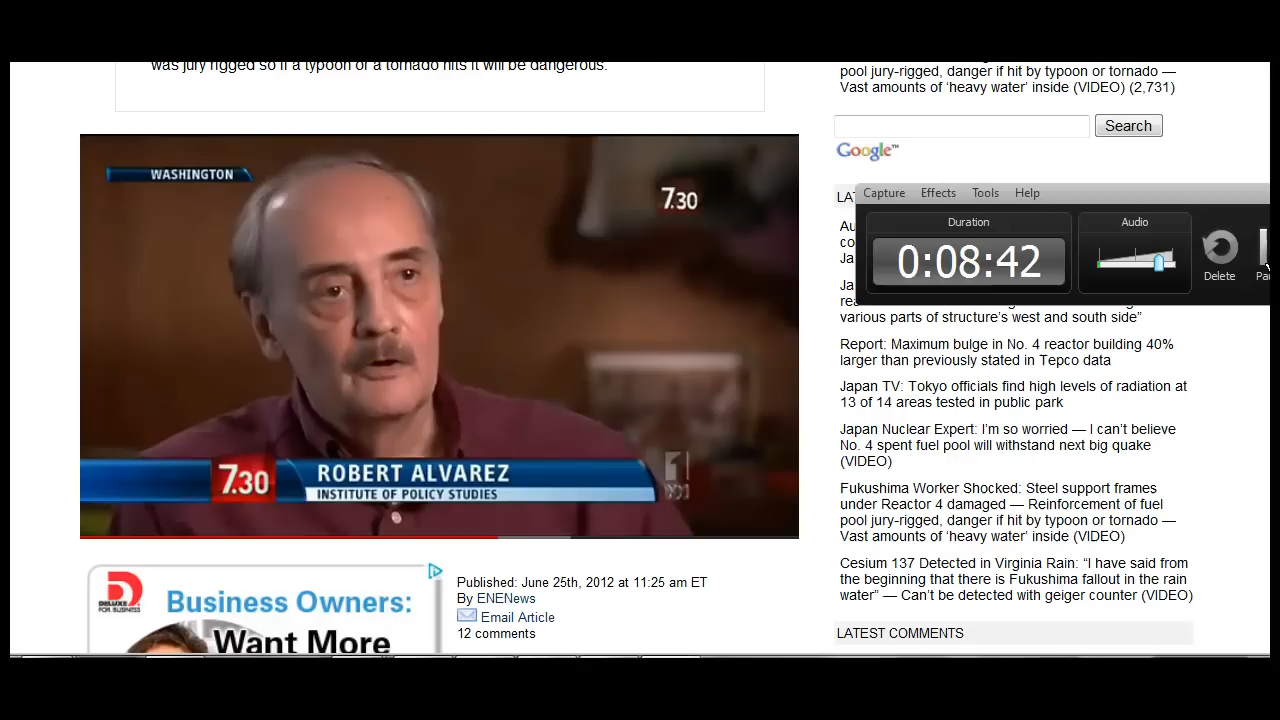 was jury rigged so if a typoon or a tornado hits it will be dangerous.
WASHINGTON
7.30
7.30
ROBERT ALVAREZ
INSTITUTE OF POLICY STUDIES
DELUXE
FOR BUSINESS
Business Owners:
Want More
Published: June 25th, 2012 at 11:25 am ET
By ENENews
Email Article
12 comments
pool jury-rigged, danger if hit by typoon or tornado —
Vast amounts of ‘heavy water’ inside (VIDEO) (2,731)
Search
Google™
LAT
Capture Effects Tools Help
Duration
0:08:42
Audio
Delete
various parts of structure’s west and south side”
Report: Maximum bulge in No. 4 reactor building 40%
larger than previously stated in Tepco data
Japan TV: Tokyo officials find high levels of radiation at
13 of 14 areas tested in public park
Japan Nuclear Expert: I’m so worried — I can’t believe
No. 4 spent fuel pool will withstand next big quake
(VIDEO)
Fukushima Worker Shocked: Steel support frames
under Reactor 4 damaged — Reinforcement of fuel
pool jury-rigged, danger if hit by typoon or tornado —
Vast amounts of ‘heavy water’ inside (VIDEO)
Cesium 137 Detected in Virginia Rain: “I have said from
the beginning that there is Fukushima fallout in the rain
water” — Can’t be detected with geiger counter (VIDEO)
LATEST COMMENTS